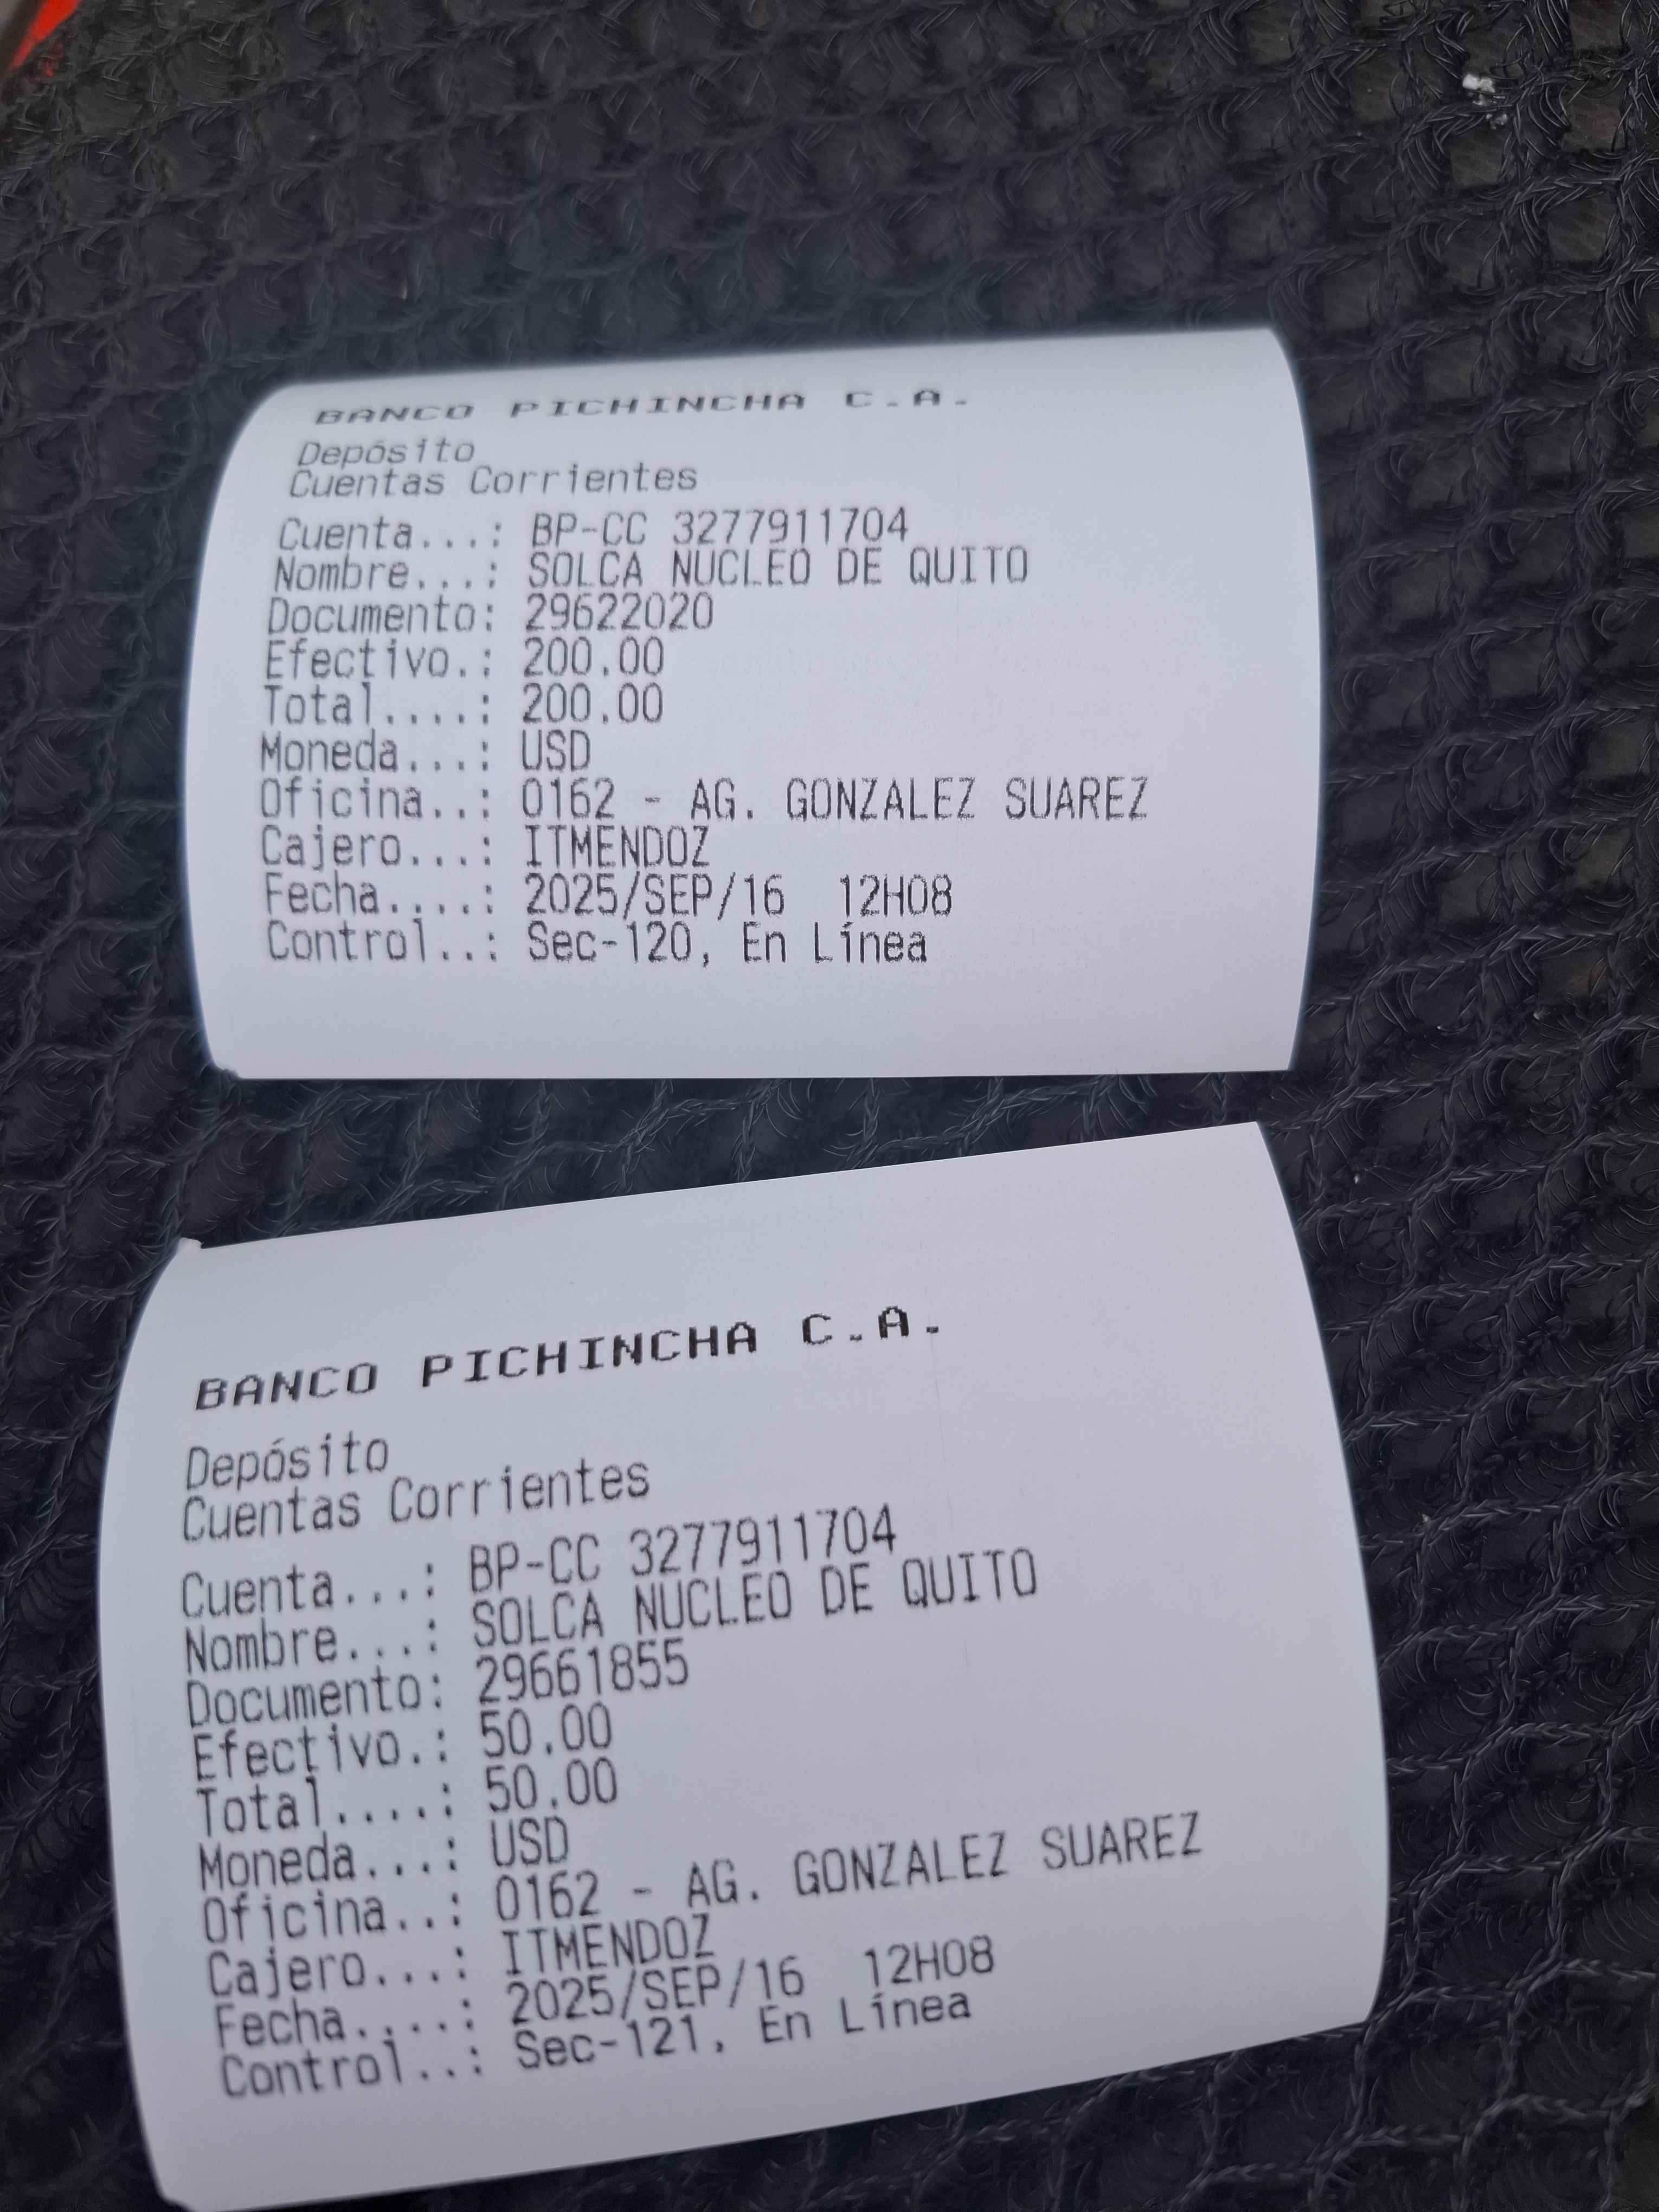 BANCO PICHINCHA C.A.
Depósito
Cuentas Corrientes
Cuenta...: BP-CC 3277911704
Nombre...: SOLCA NUCLEO DE QUITO
Documento: 29622020
Efectivo.: 200.00
Total....: 200.00
Moneda...: USD
Oficina..: 0162 - AG. GONZALEZ SUAREZ
Cajero...: ITMENDOZ
Fecha....: 2025/SEP/16 12H08
Control..: Sec-120, En Línea
BANCO PICHINCHA C.A.
Depósito
Cuentas Corrientes
Cuenta...: BP-CC 3277911704
Nombre...: SOLCA NUCLEO DE QUITO
Documento: 29661855
Efectivo.: 50.00
Total....: 50.00
Moneda...: USD
Oficina..: 0162 - AG. GONZALEZ SUAREZ
Cajero...: ITMENDOZ
Fecha....: 2025/SEP/16 12H08
Control..: Sec-121, En Línea